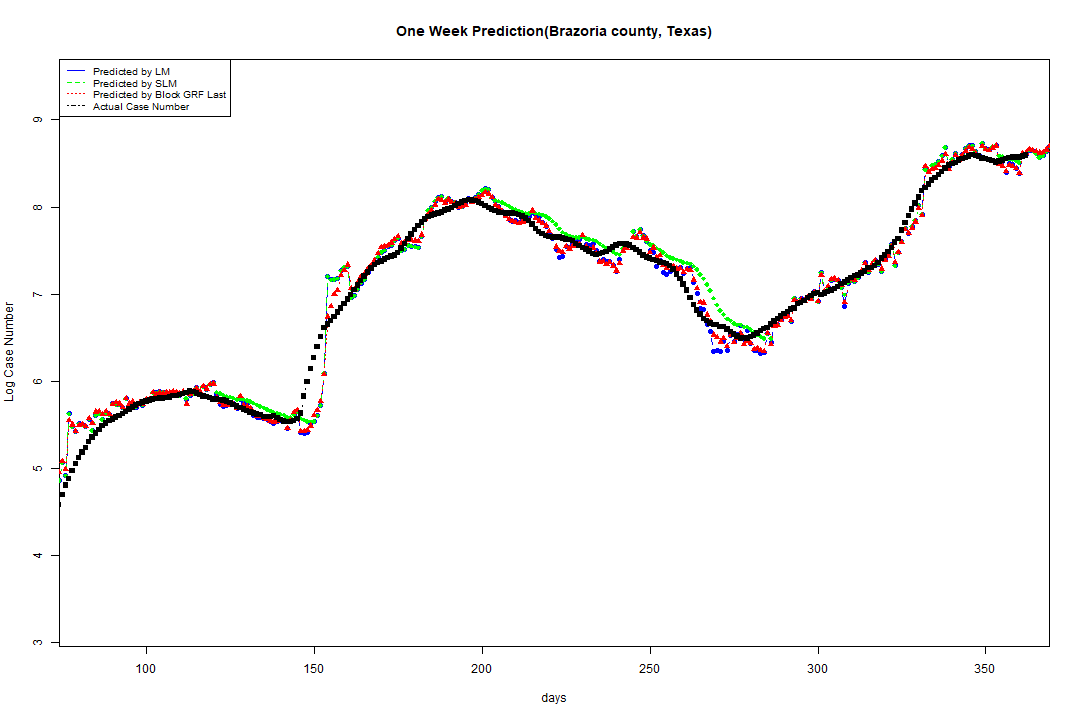 One Week Prediction(Brazoria county, Texas)
Predicted by LM
Predicted by SLM
Predicted by Block GRF Last
Actual Case Number
9
8
7
6
5
4
3
Log Case Number
100 150 200 250 300 350
days